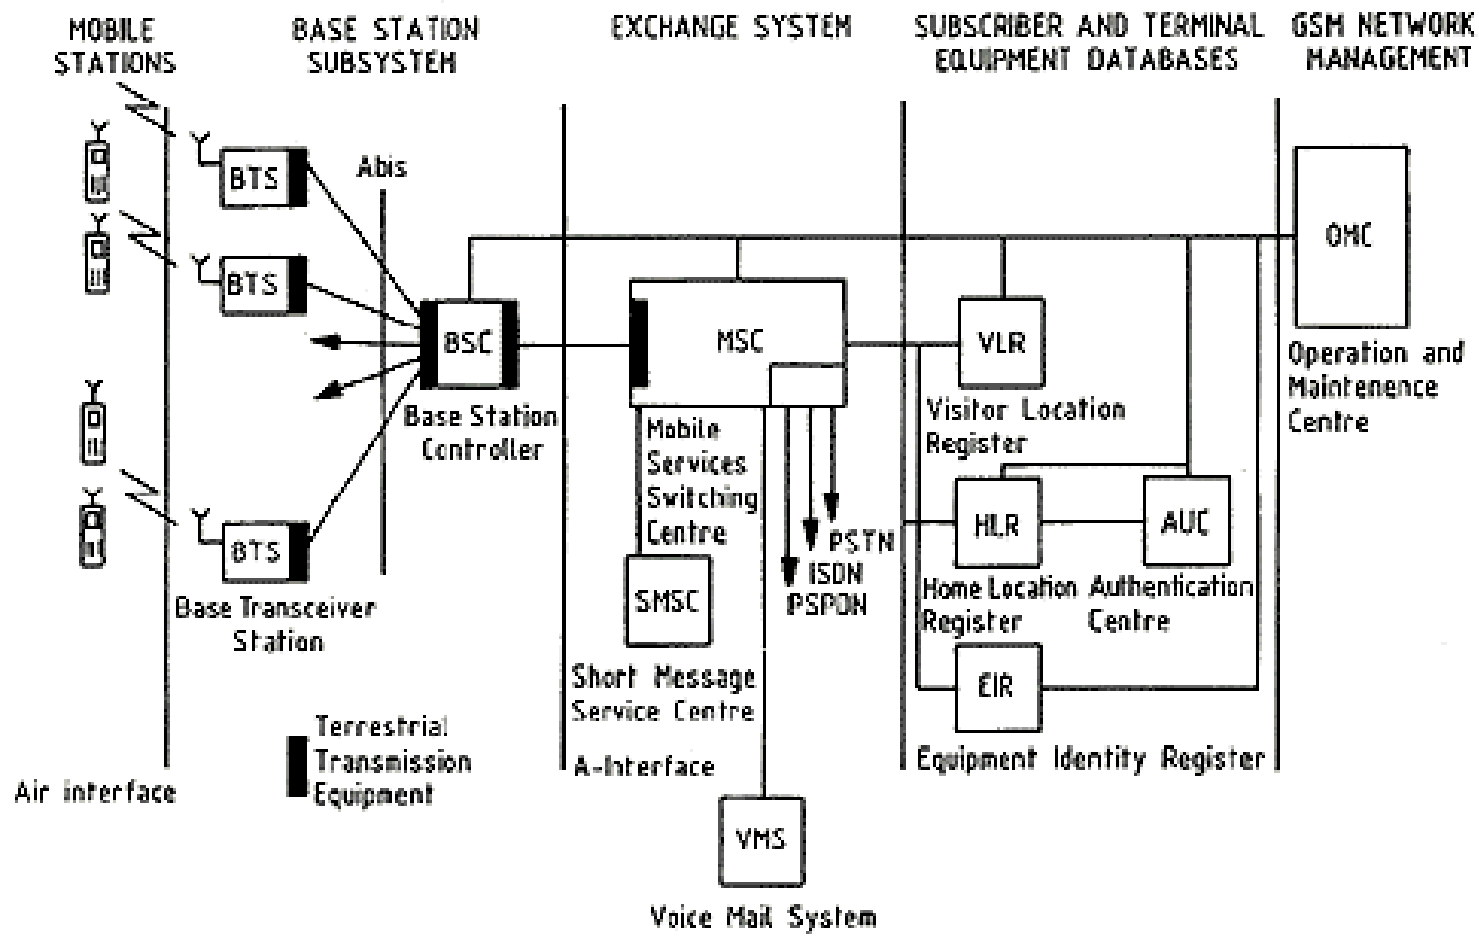 MOBILE
STATIONS
BASE STATION
SUBSYSTEM
EXCHANGE SYSTEM
SUBSCRIBER AND TERMINAL
EQUIPMENT DATABASES
GSM NETWORK
MANAGEMENT
BTS
Abis
BTS
BSC
Base Station
Controller
BTS
Base Transceiver
Station
MSC
Mobile
Services
Switching
Centre
PSTN
ISDN
PSPDN
SMSC
Short Message
Service Centre
VLR
Visitor Location
Register
HLR
Home Location
Register
AUC
Authentication
Centre
EIR
Equipment Identity Register
OMC
Operation and
Maintenence
Centre
Air interface
Terrestrial
Transmission
Equipment
A-Interface
VMS
Voice Mail System